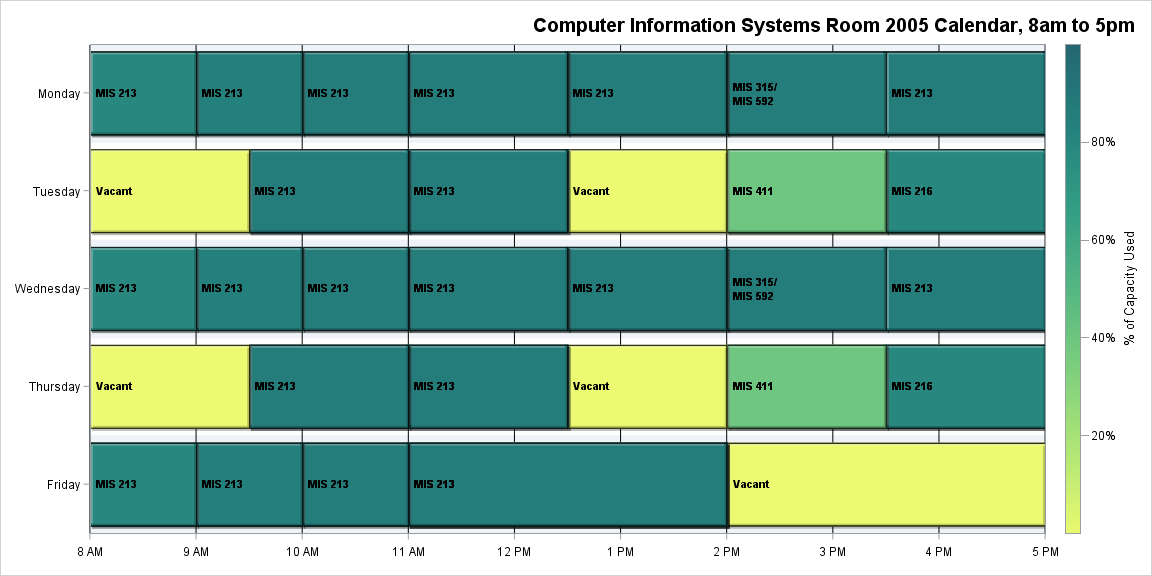 Computer Information Systems Room 2005 Calendar, 8am to 5pm
Monday
MIS 213
MIS 213
MIS 213
MIS 213
MIS 213
MIS 315/
MIS 592
MIS 213
Tuesday
Vacant
MIS 213
MIS 213
Vacant
MIS 411
MIS 216
Wednesday
MIS 213
MIS 213
MIS 213
MIS 213
MIS 213
MIS 315/
MIS 592
MIS 213
Thursday
Vacant
MIS 213
MIS 213
Vacant
MIS 411
MIS 216
Friday
MIS 213
MIS 213
MIS 213
MIS 213
Vacant
8 AM
9 AM
10 AM
11 AM
12 PM
1 PM
2 PM
3 PM
4 PM
5 PM
80%
60%
40%
20%
% of Capacity Used